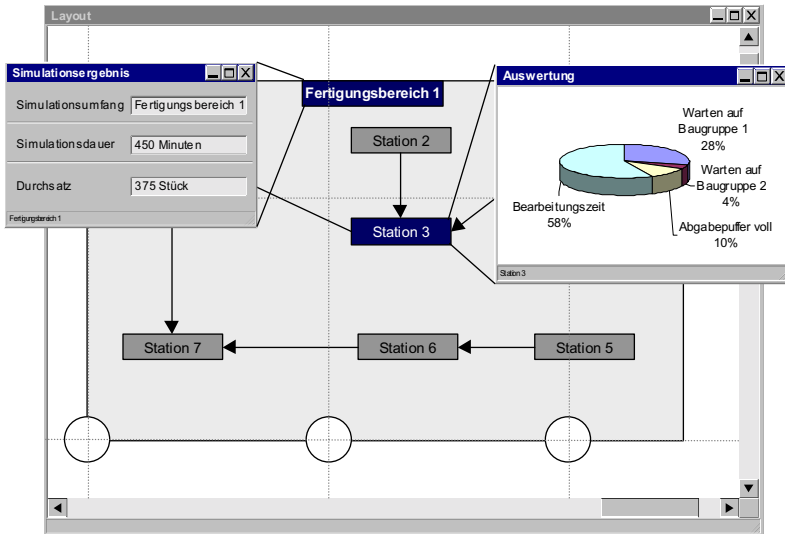 Layout
Simulationsergebnis
Simulationsumfang Fertigungsbereich 1
Simulationsdauer 450 Minuten
Durchsatz 375 Stück
Fertigungsbereich 1
Fertigungsbereich 1
Station 2
Station 3
Station 7
Station 6
Station 5
Auswertung
Warten auf
Baugruppe 1
28%
Warten auf
Baugruppe 2
4%
Bearbeitungszeit
58%
Abgabepuffer voll
10%
Station 3